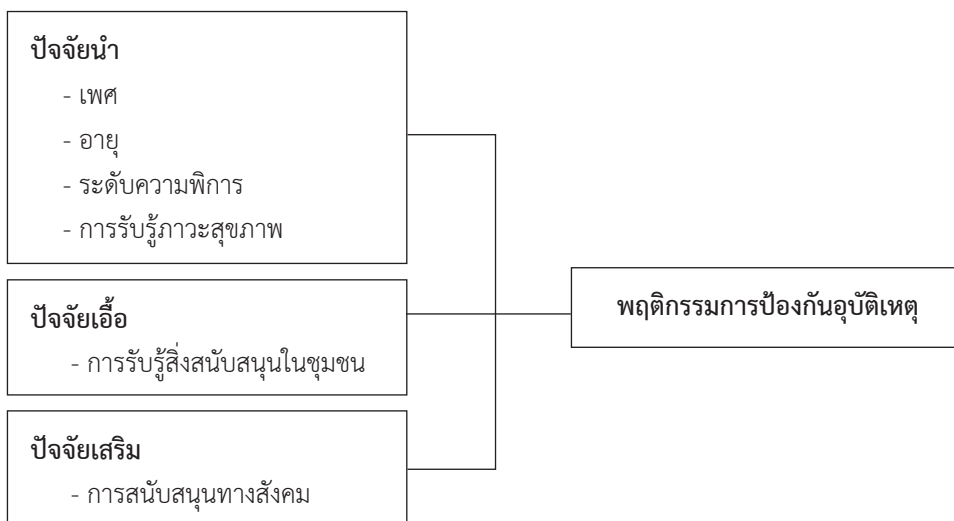 ปัจจัยนำ
- เพศ
- อายุ
- ระดับความพิการ
- การรับรู้ภาวะสุขภาพ
ปัจจัยเอื้อ
- การรับรู้สิ่งสนับสนุนในชุมชน
ปัจจัยเสริม
- การสนับสนุนทางสังคม
พฤติกรรมการป้องกันอุบัติเหตุ